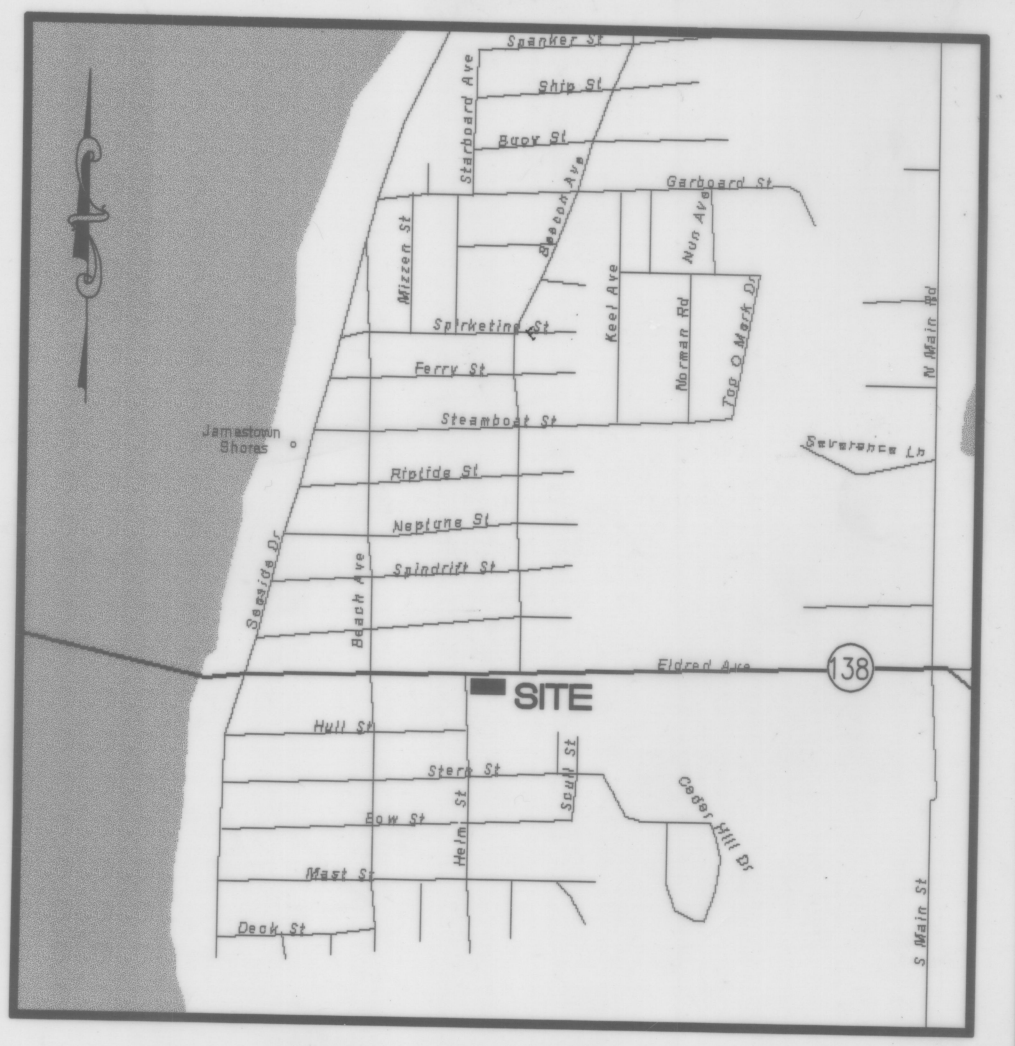 Spanker St
Starboard Ave
Ship St
Buoy St
Garboard St
Beacon Ave
Nun Ave
Mizzen St
Keel Ave
Norman Rd
Tap O Mark Dr
N Main Rd
Spirketing St
Ferry St
Steamboat St
Jamestown
Shores
Severance Ln
Riptide St
Neptune St
Seaside Dr
Beach Ave
Spindrift St
Eldred Ave
138
SITE
Hull St
Stern St
Scull St
Cedar Hill Dr
Bow St
Helm St
Mast St
S Main St
Deck St